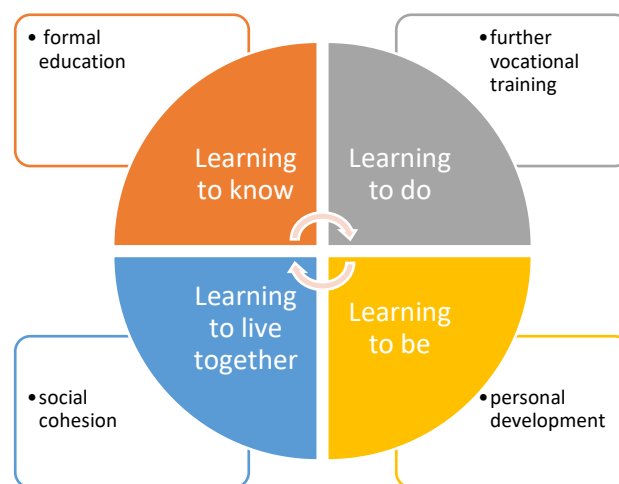 • formal
education
• further
vocational
training
Learning
to know
Learning
to do
Learning
to live
together
Learning
to be
• social
cohesion
• personal
development